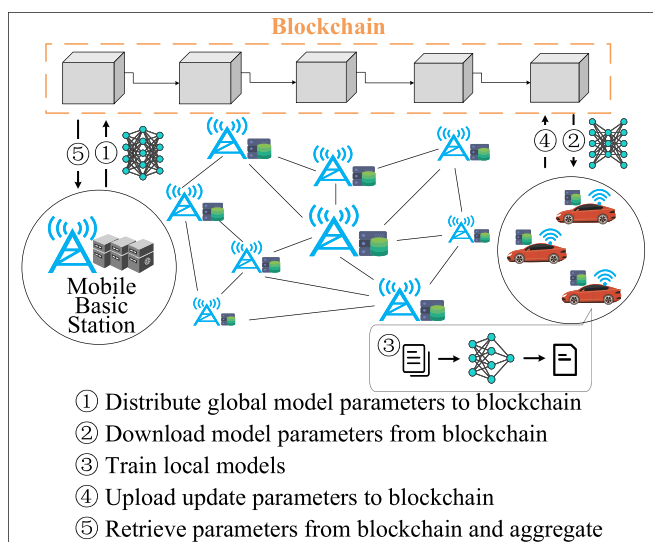 Blockchain
⑤
①
④
②
Mobile
Basic
Station
③
① Distribute global model parameters to blockchain
② Download model parameters from blockchain
③ Train local models
④ Upload update parameters to blockchain
⑤ Retrieve parameters from blockchain and aggregate